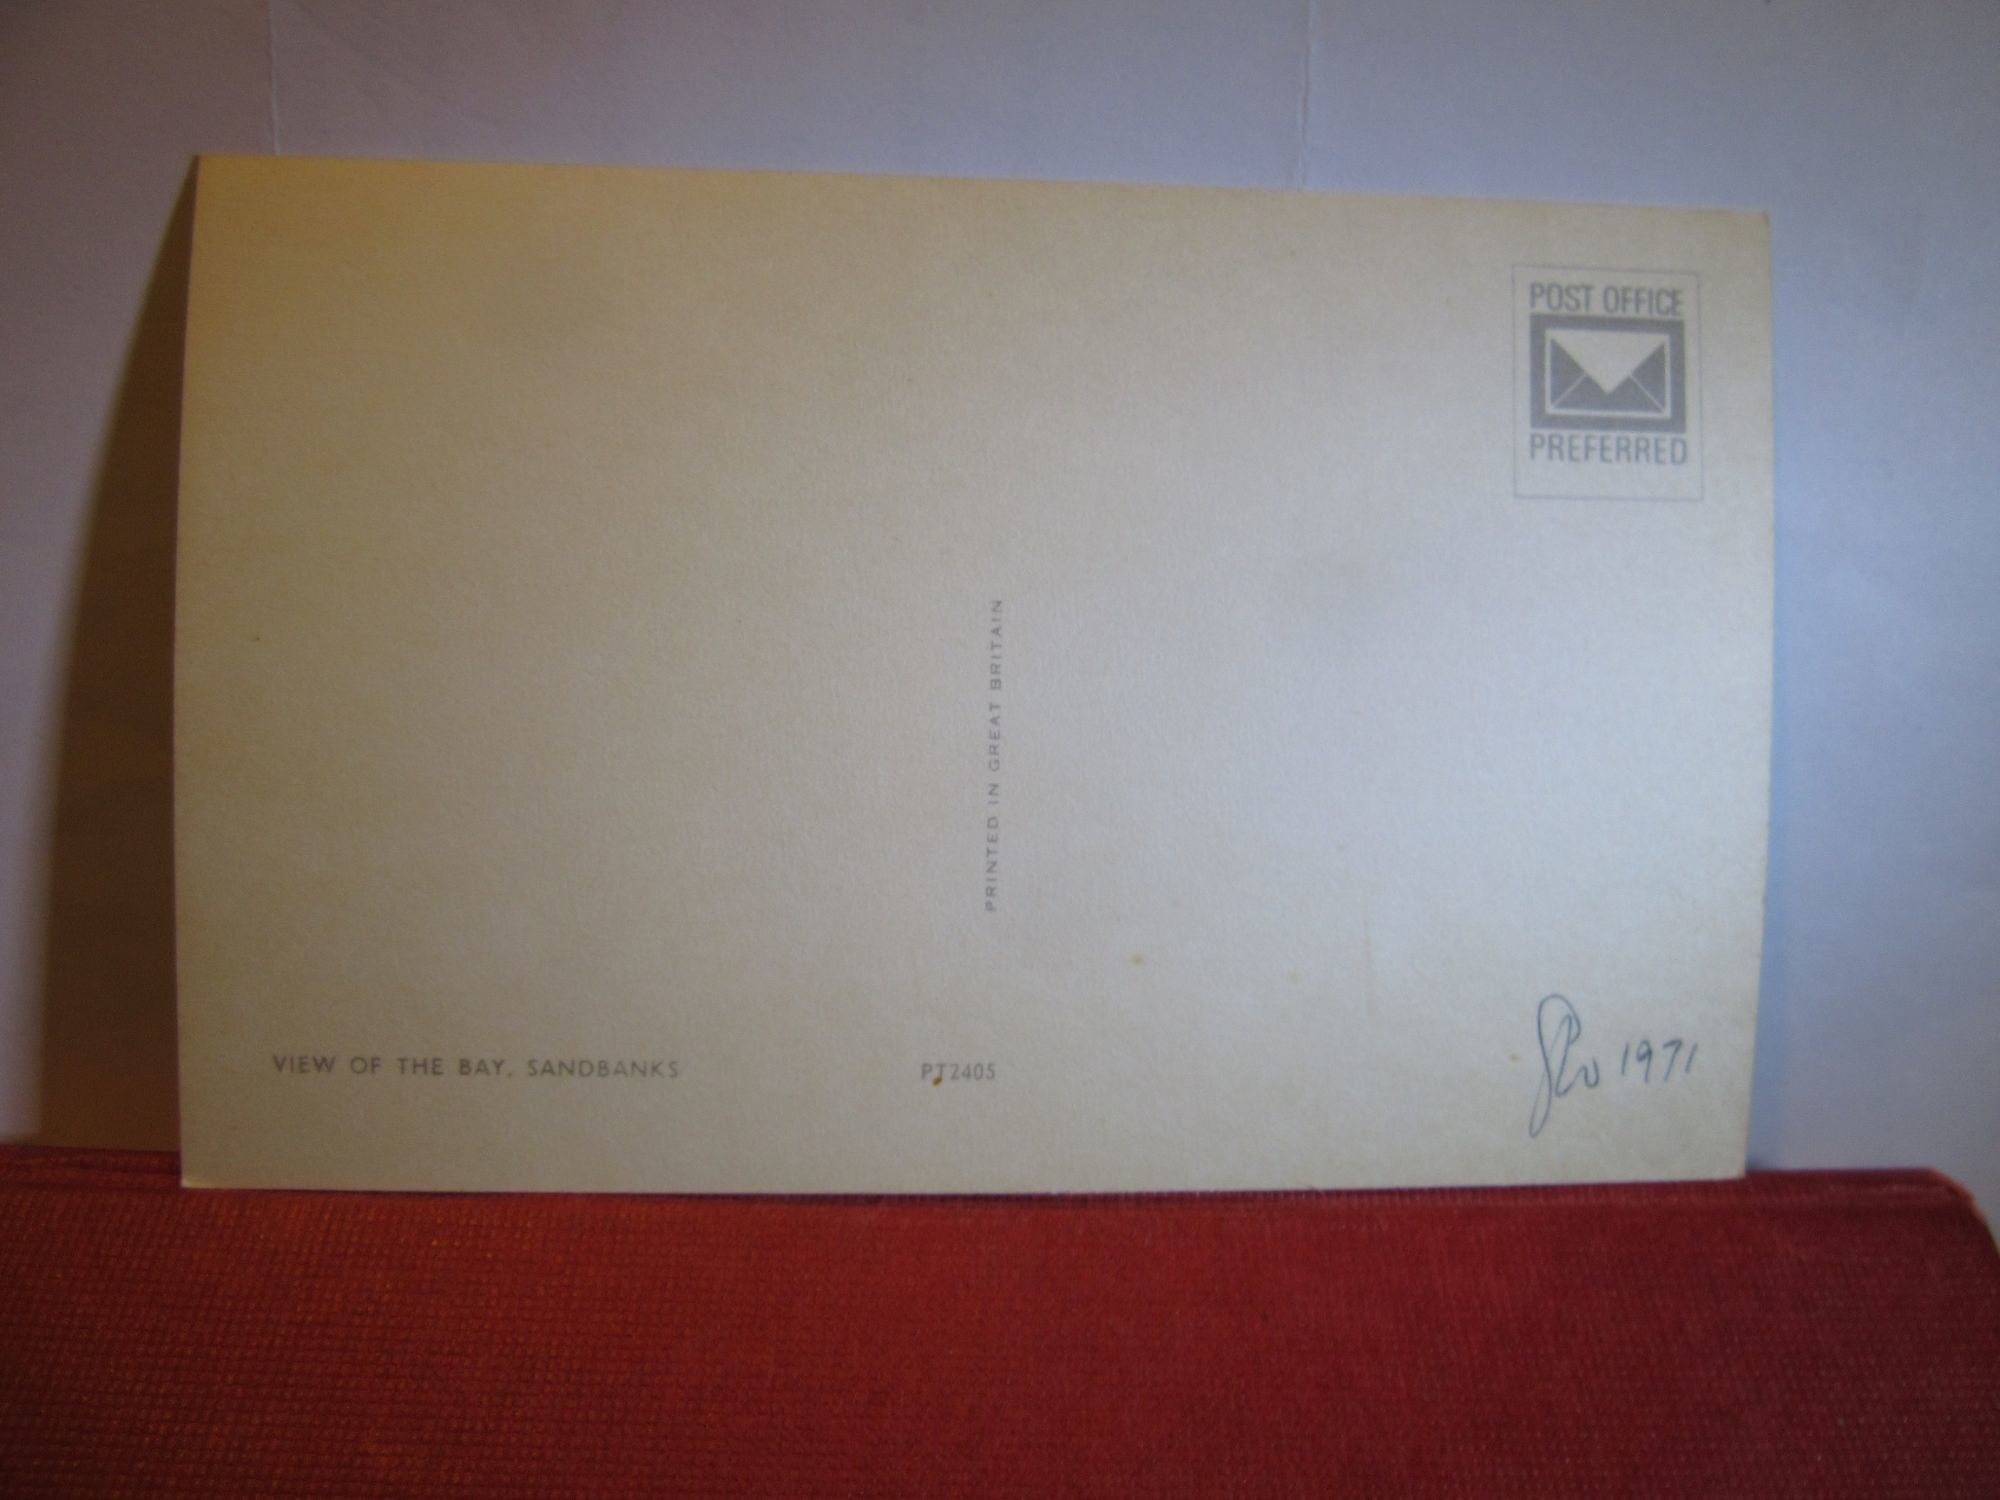 POST OFFICE
PREFERRED
PRINTED IN GREAT BRITAIN
VIEW OF THE BAY, SANDBANKS
PT2405
1971